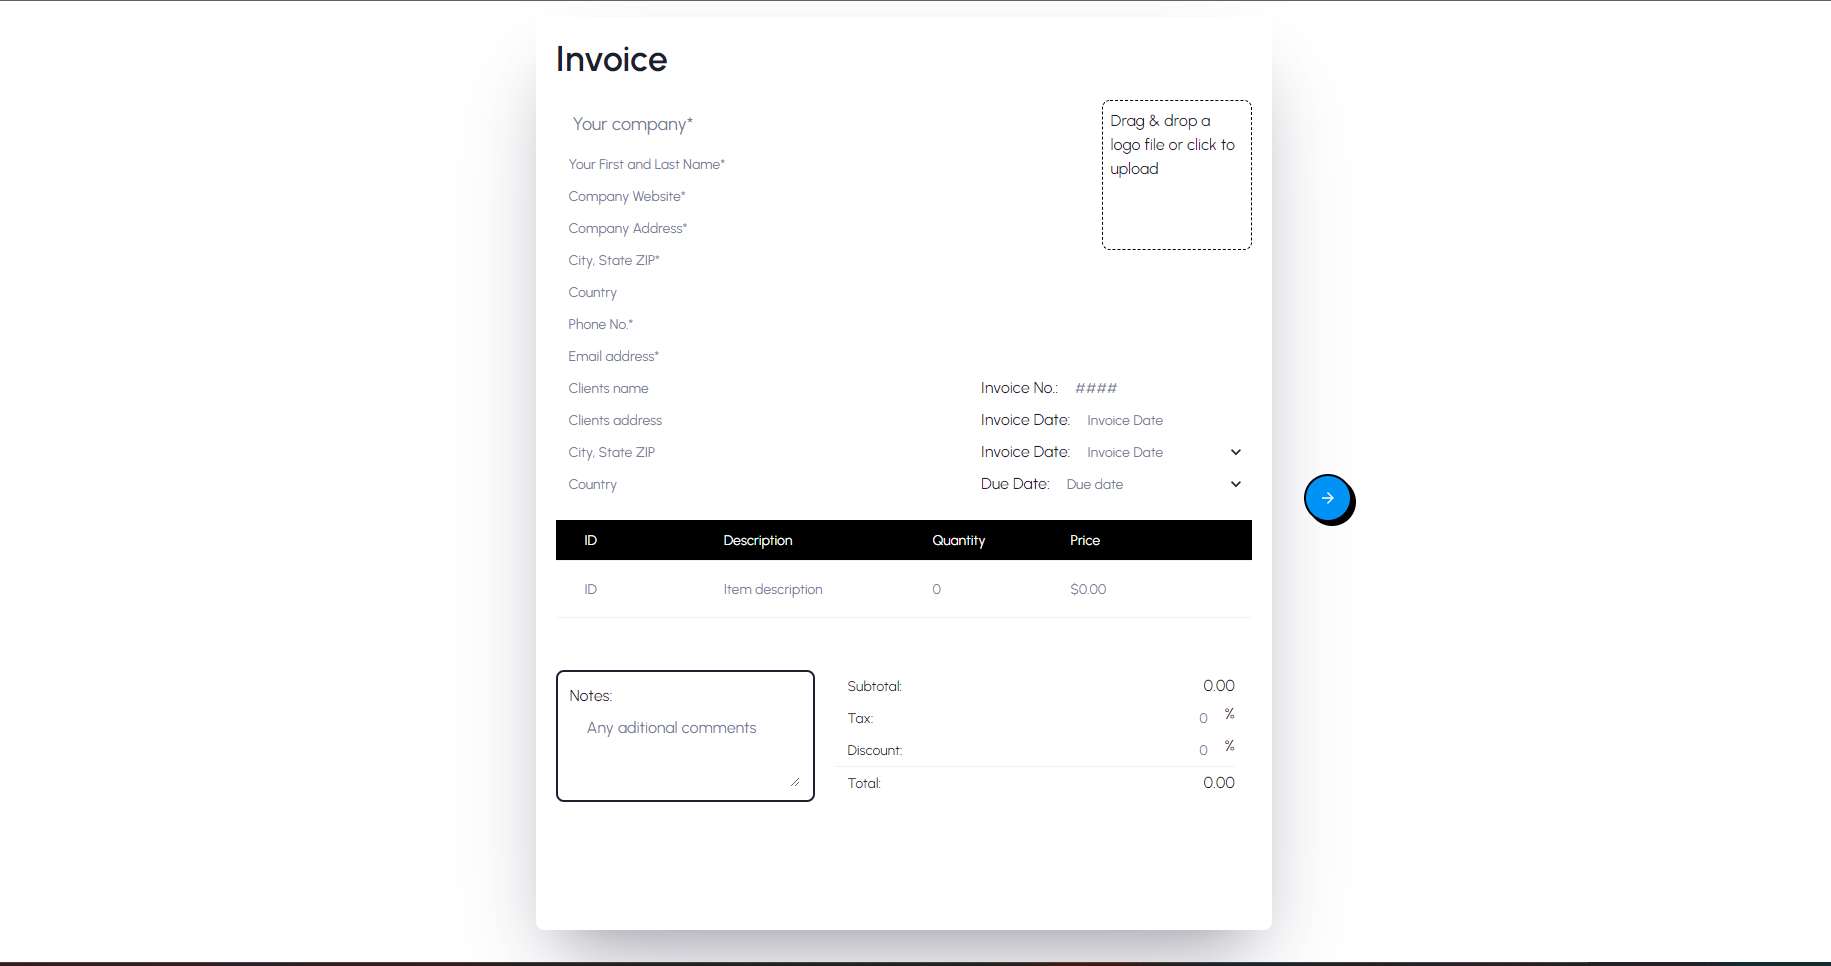 Invoice
Your company*
Drag & drop a
logo file or click to
upload
Your First and Last Name*
Company Website*
Company Address*
City, State ZIP*
Country
Phone No.*
Email address*
Clients name
Clients address
City, State ZIP
Country
Invoice No.: ####
Invoice Date: Invoice Date
Invoice Date: Invoice Date
Due Date: Due date
ID Description Quantity Price
ID Item description 0 $0.00
Notes:
Any aditional comments
Subtotal: 0.00
Tax: 0 %
Discount: 0 %
Total: 0.00